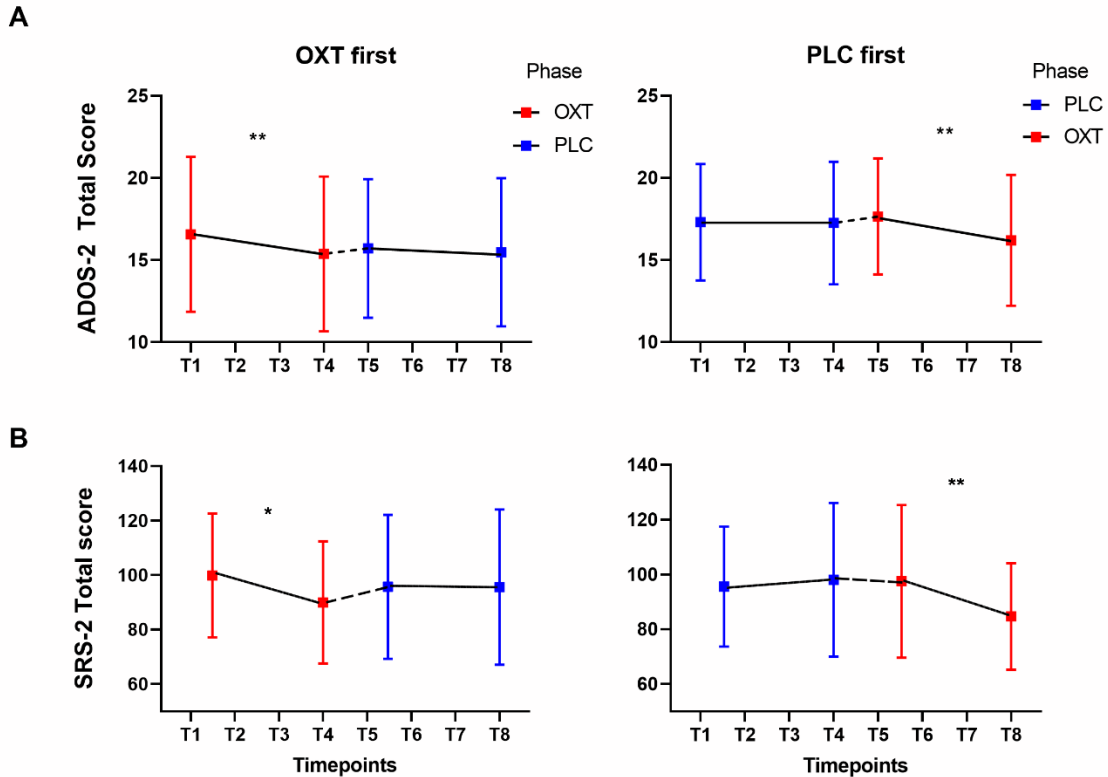 A
OXT first
Phase
OXT
PLC
PLC first
Phase
PLC
OXT
ADOS-2 Total Score
25
20
15
10
**
T1 T2 T3 T4 T5 T6 T7 T8
25
20
15
10
**
T1 T2 T3 T4 T5 T6 T7 T8
B
SRS-2 Total score
140
120
100
80
60
*
T1 T2 T3 T4 T5 T6 T7 T8
Timepoints
140
120
100
80
60
**
T1 T2 T3 T4 T5 T6 T7 T8
Timepoints